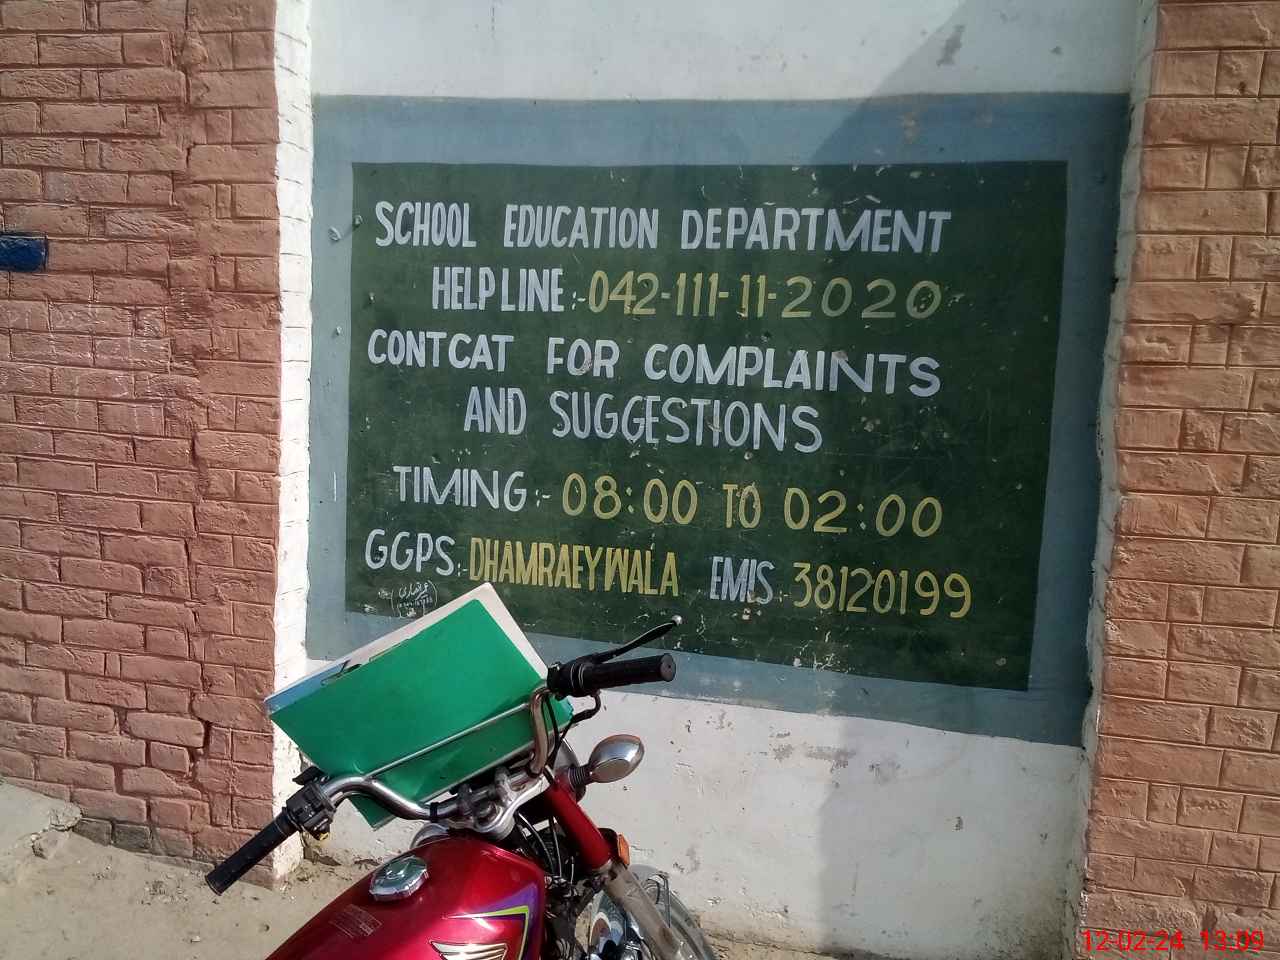 SCHOOL EDUCATION DEPARTMENT
HELPLINE:-042-111-11-2020
CONTCAT FOR COMPLAINTS
AND SUGGESTIONS
TIMING:- 08:00 TO 02:00
GGPS:-DHAMRAEYWALA EMIS:-38120199
12-02-24 13:09